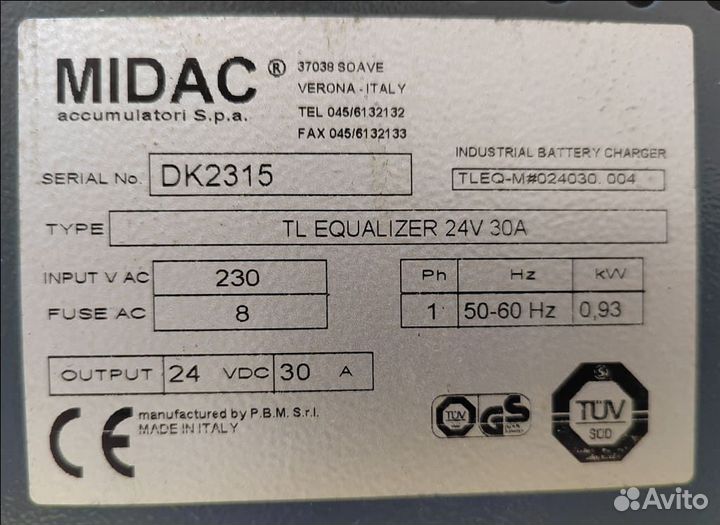 MIDAC ®
accumulatori S.p.a.
37038 SOAVE
VERONA - ITALY
TEL 045/6132132
FAX 045/6132133
SERIAL No. DK2315
INDUSTRIAL BATTERY CHARGER
TLEQ-M#024030. 004
TYPE TL EQUALIZER 24V 30A
INPUT V AC 230
FUSE AC 8
Ph Hz kW
1 50-60 Hz 0,93
OUTPUT 24 VDC 30 A
CE
manufactured by P.B.M. S.r.l.
MADE IN ITALY
TÜV GS
TÜV
SÜD
Avito